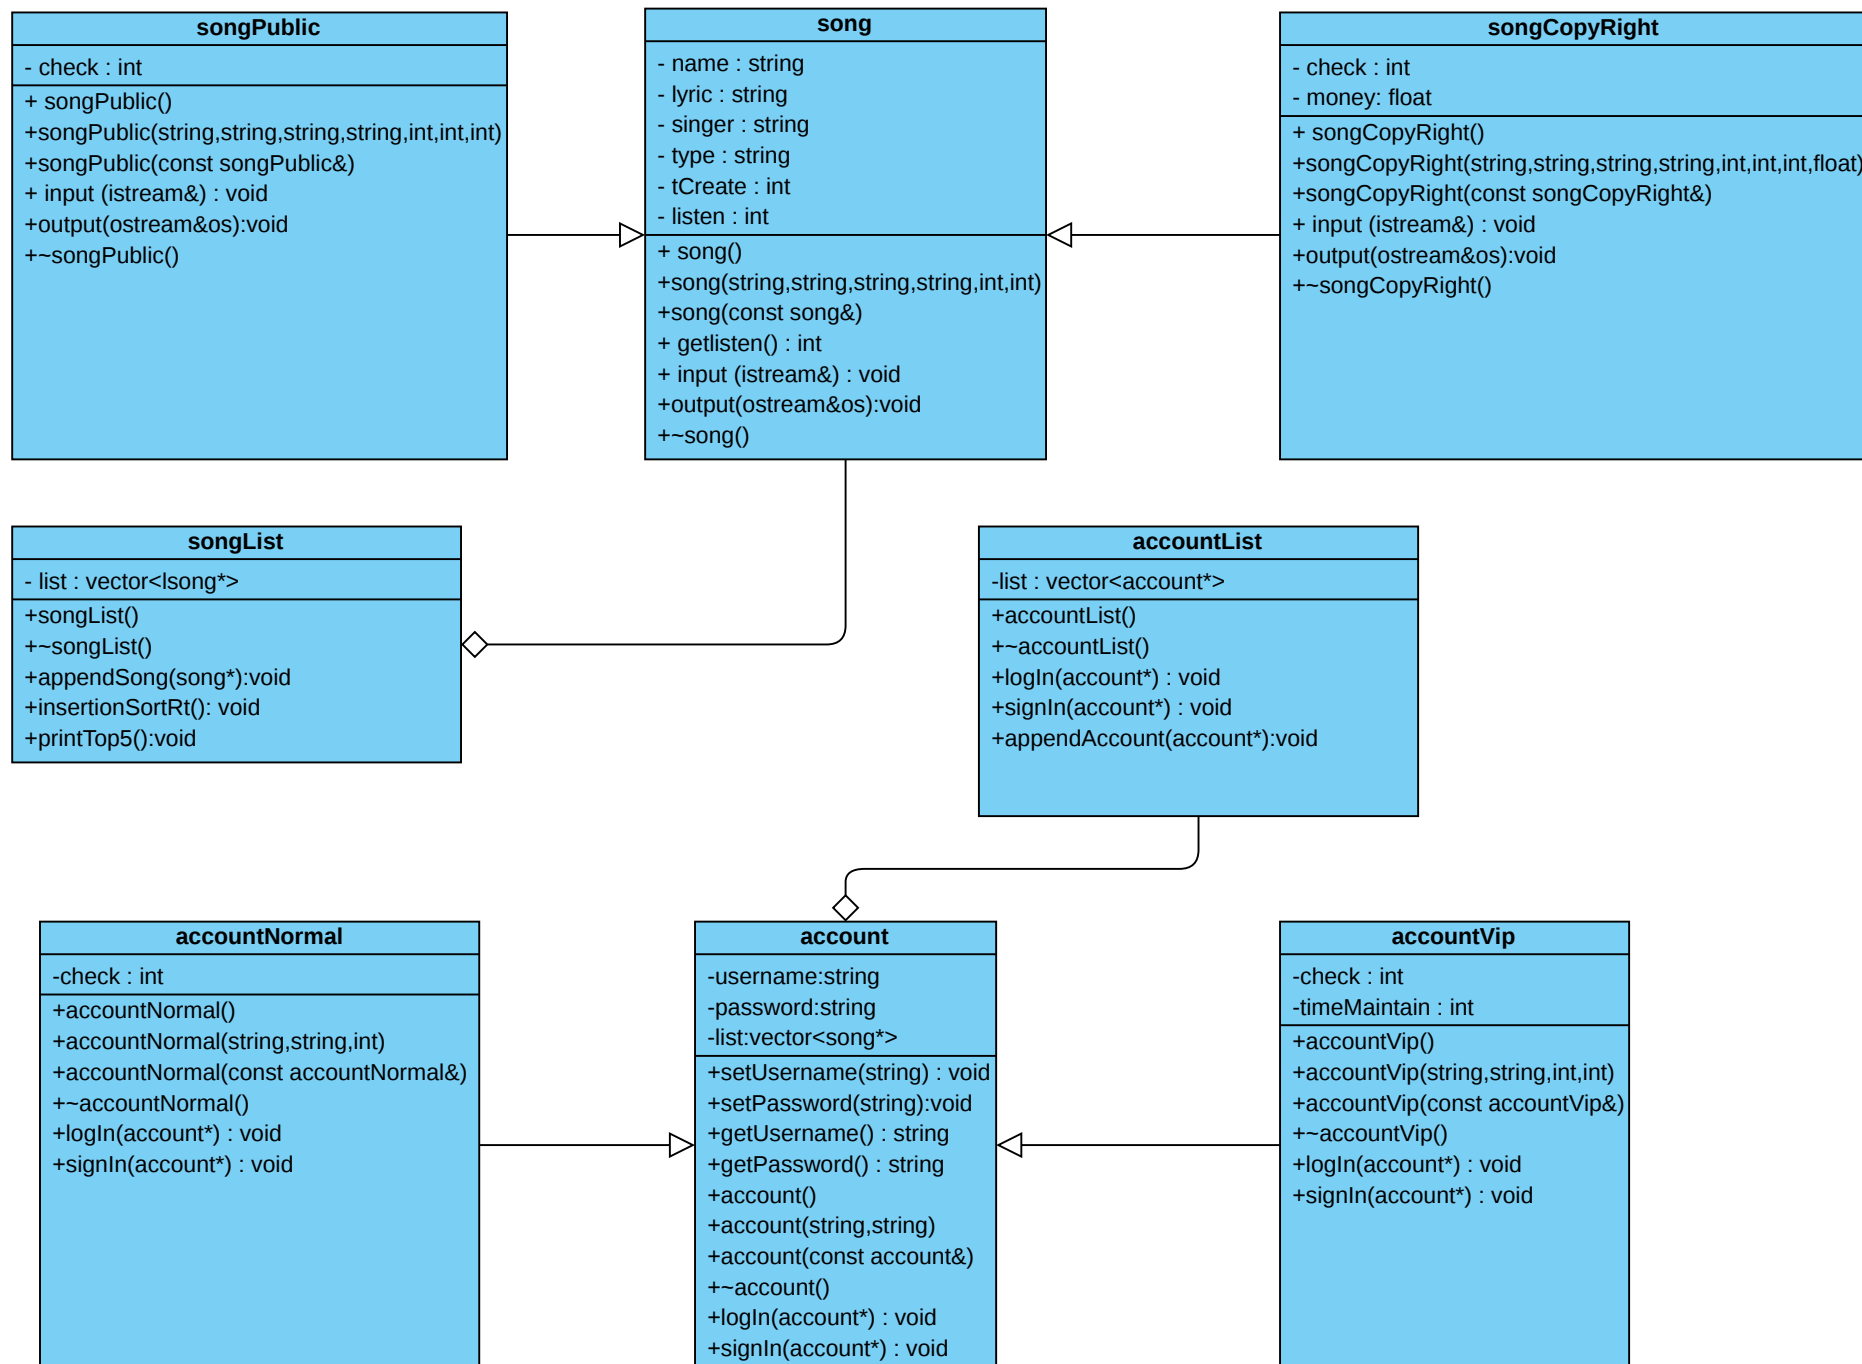 songPublic
- check : int
+ songPublic()
+songPublic(string,string,string,string,int,int,int)
+songPublic(const songPublic&)
+ input (istream&) : void
+output(ostream&os):void
+~songPublic()
song
- name : string
- lyric : string
- singer : string
- type : string
- tCreate : int
- listen : int
+ song()
+song(string,string,string,string,int,int)
+song(const song&)
+ getlisten() : int
+ input (istream&) : void
+output(ostream&os):void
+~song()
songCopyRight
- check : int
- money: float
+ songCopyRight()
+songCopyRight(string,string,string,string,int,int,int,float)
+songCopyRight(const songCopyRight&)
+ input (istream&) : void
+output(ostream&os):void
+~songCopyRight()
songList
- list : vector<lsong*>
+songList()
+~songList()
+appendSong(song*):void
+insertionSortRt(): void
+printTop5():void
accountList
-list : vector<account*>
+accountList()
+~accountList()
+logIn(account*) : void
+signIn(account*) : void
+appendAccount(account*):void
accountNormal
-check : int
+accountNormal()
+accountNormal(string,string,int)
+accountNormal(const accountNormal&)
+~accountNormal()
+logIn(account*) : void
+signIn(account*) : void
account
-username:string
-password:string
-list:vector<song*>
+setUsername(string) : void
+setPassword(string):void
+getUsername() : string
+getPassword() : string
+account()
+account(string,string)
+account(const account&)
+~account()
+logIn(account*) : void
+signIn(account*) : void
accountVip
-check : int
-timeMaintain : int
+accountVip()
+accountVip(string,string,int,int)
+accountVip(const accountVip&)
+~accountVip()
+logIn(account*) : void
+signIn(account*) : void